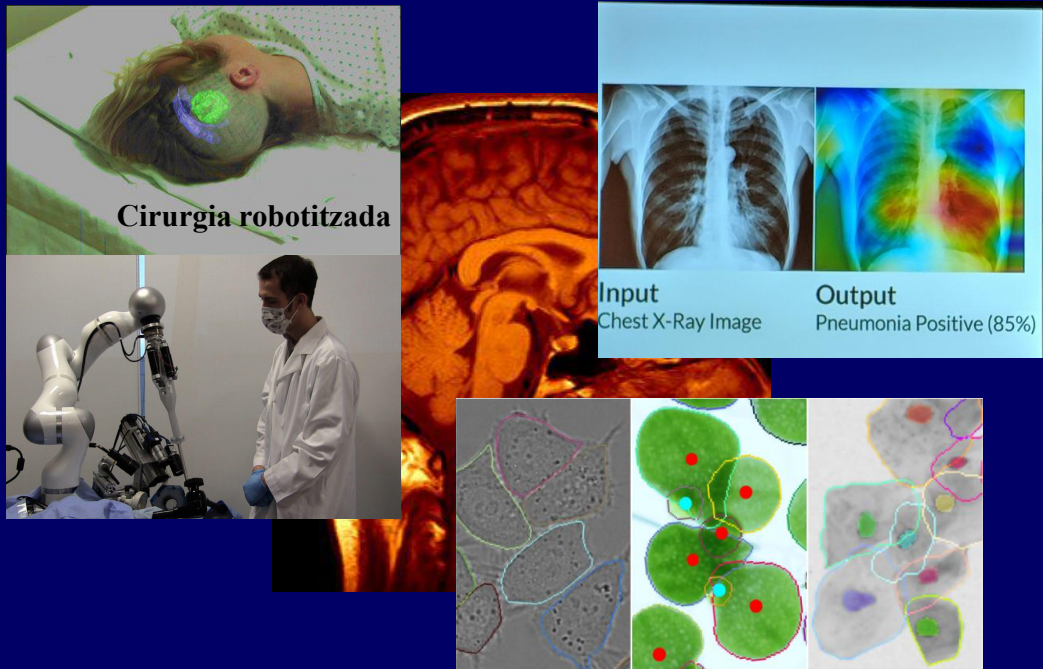 Cirurgia robotitzada
Input
Chest X-Ray Image
Output
Pneumonia Positive (85%)